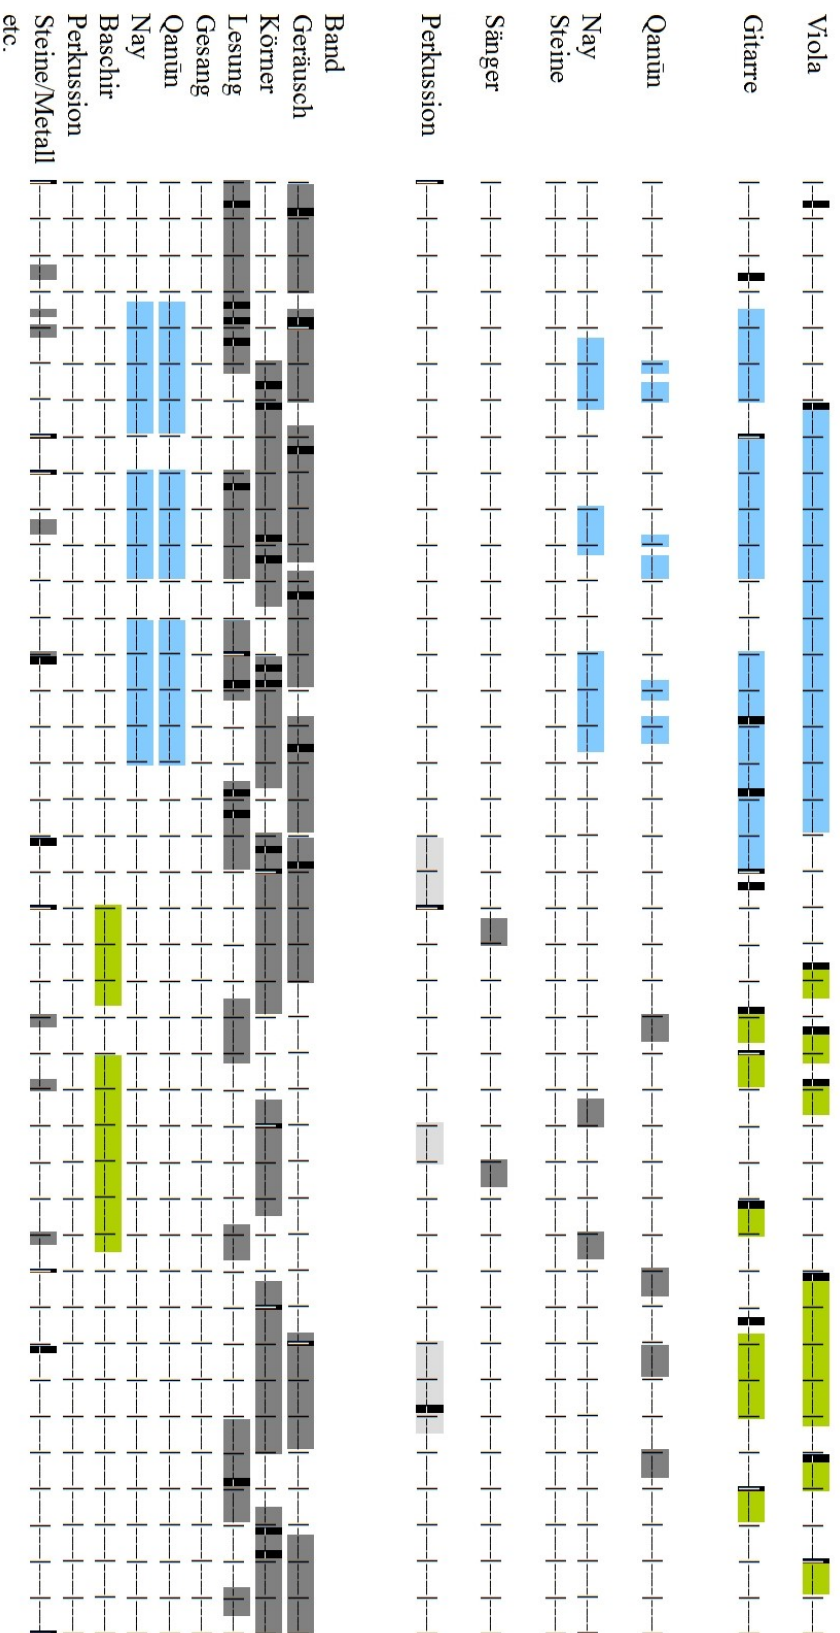 Viola
Gitarre
Qanūn
Nay
Steine
Sänger
Perkussion
Band
Geräusch
Körner
Lesung
Gesang
Qanūn
Nay
Baschir
Perkussion
Steine/Metall
etc.